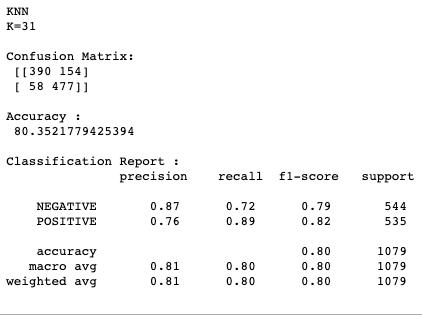 KNN
K=31
Confusion Matrix:
[[390 154]
[ 58 477]]
Accuracy :
80.3521779425394
Classification Report :
precision recall f1-score support
NEGATIVE 0.87 0.72 0.79 544
POSITIVE 0.76 0.89 0.82 535
accuracy 0.80 1079
macro avg 0.81 0.80 0.80 1079
weighted avg 0.81 0.80 0.80 1079